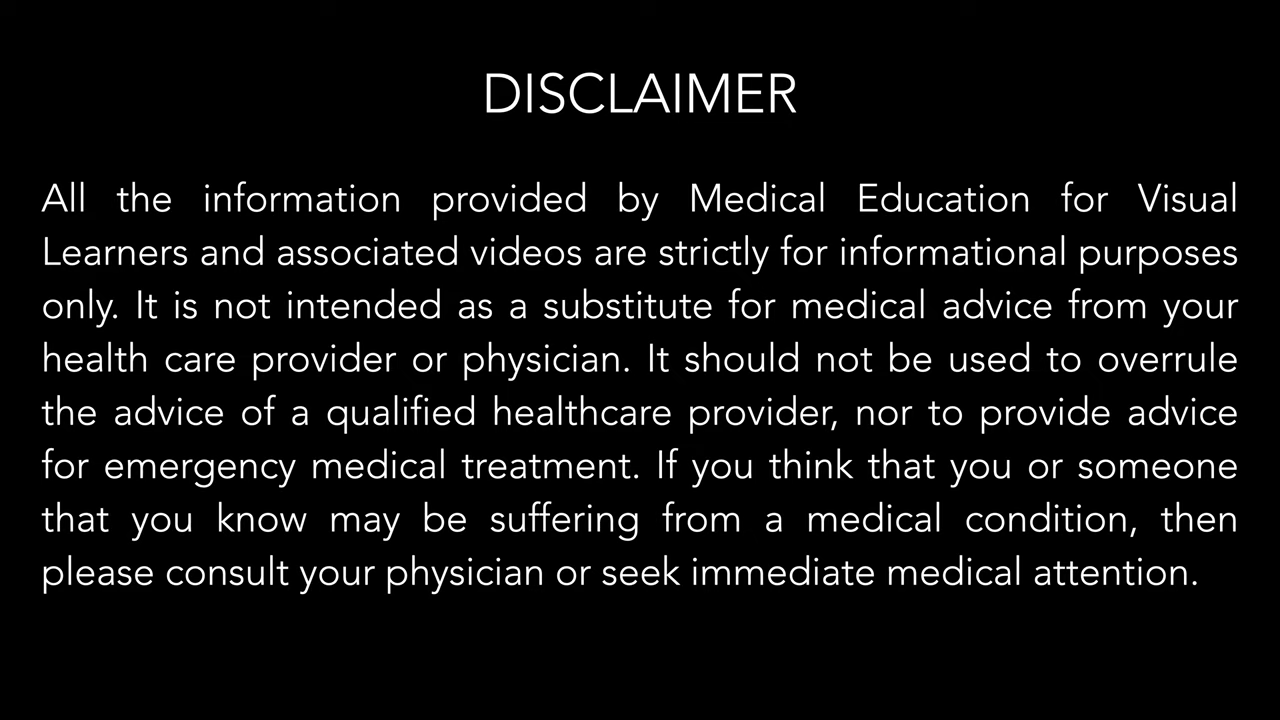 DISCLAIMER
All the information provided by Medical Education for Visual
Learners and associated videos are strictly for informational purposes
only. It is not intended as a substitute for medical advice from your
health care provider or physician. It should not be used to overrule
the advice of a qualified healthcare provider, nor to provide advice
for emergency medical treatment. If you think that you or someone
that you know may be suffering from a medical condition, then
please consult your physician or seek immediate medical attention.